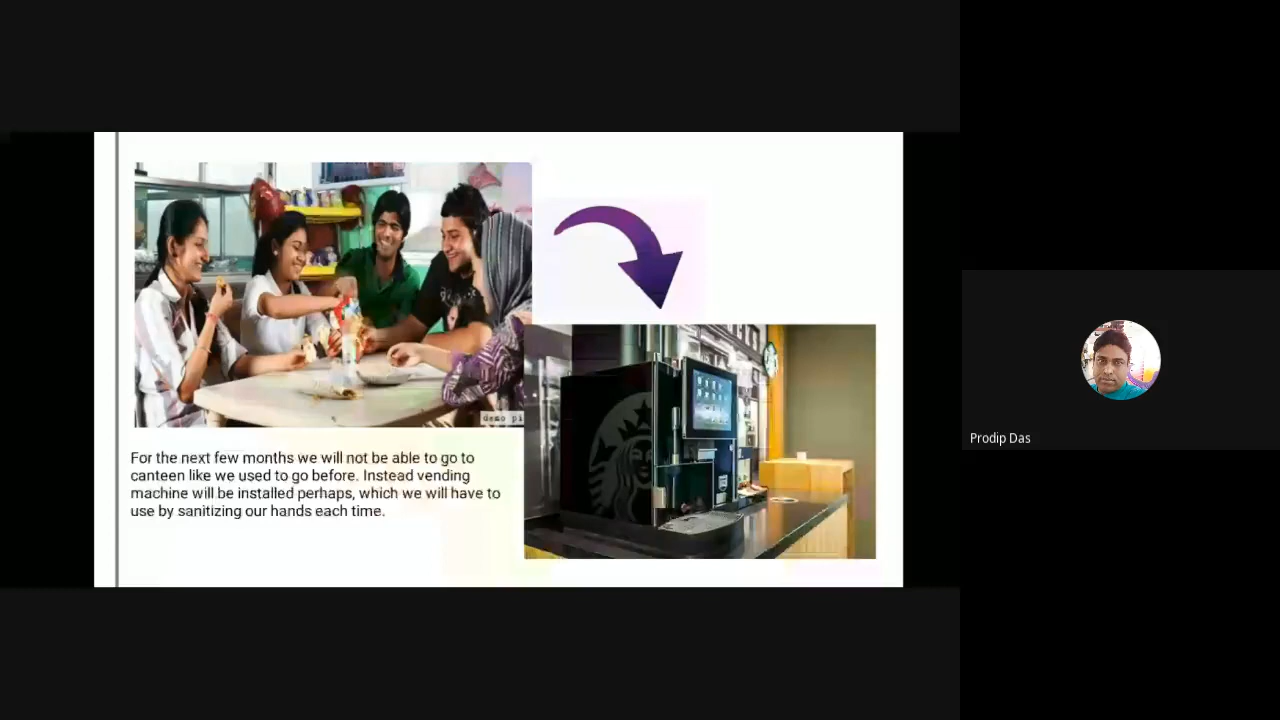 demo pi
For the next few months we will not be able to go to
canteen like we used to go before. Instead vending
machine will be installed perhaps, which we will have to
use by sanitizing our hands each time.
Prodip Das